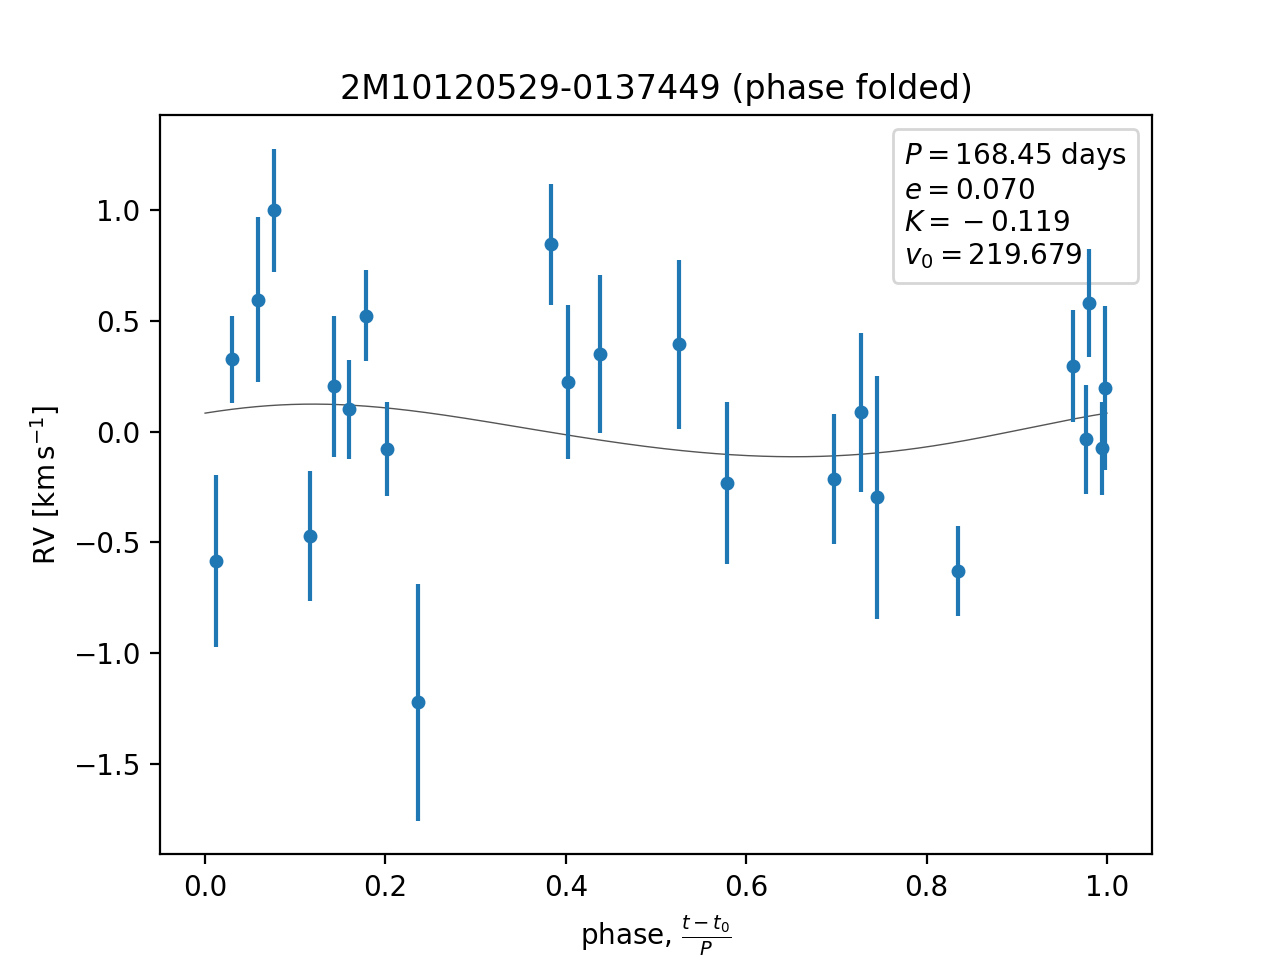 2M10120529-0137449 (phase folded)
P = 168.45 days
e = 0.070
K = −0.119
v₀ = 219.679
RV [km s⁻¹]
1.0
0.5
0.0
−0.5
−1.0
−1.5
0.0 0.2 0.4 0.6 0.8 1.0
phase, (t − t₀)/P